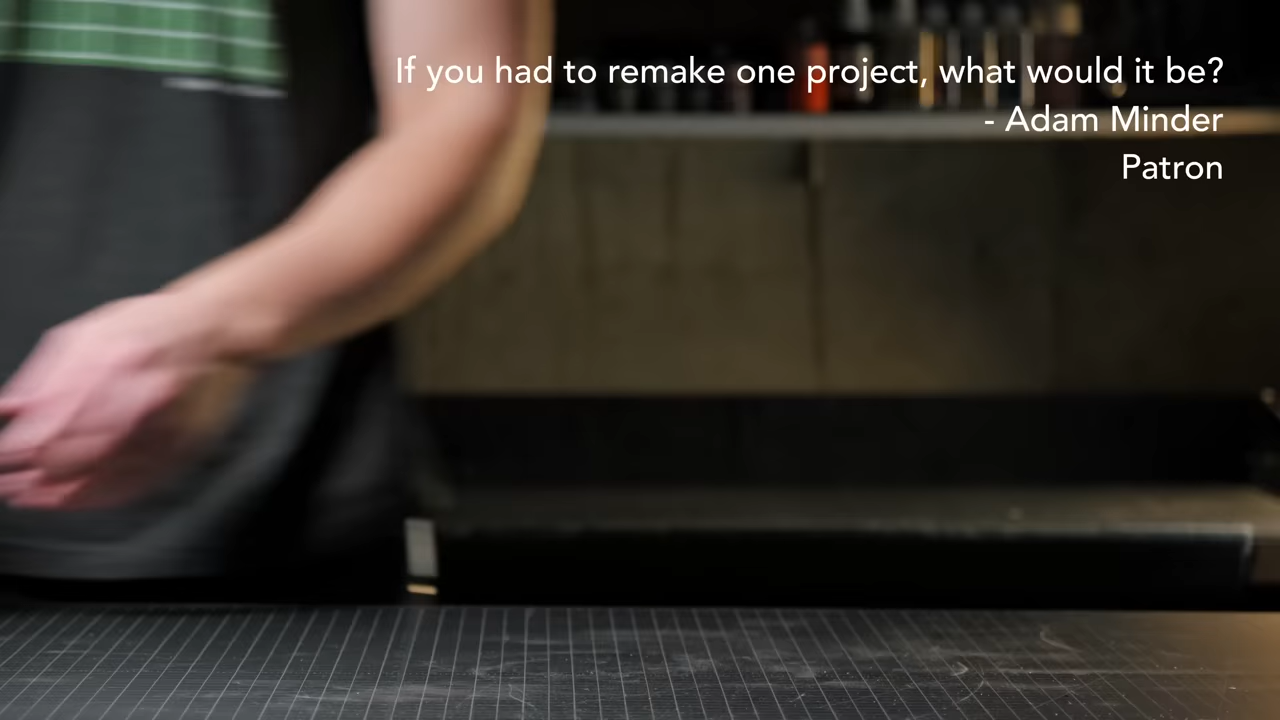 If you had to remake one project, what would it be?
- Adam Minder
Patron